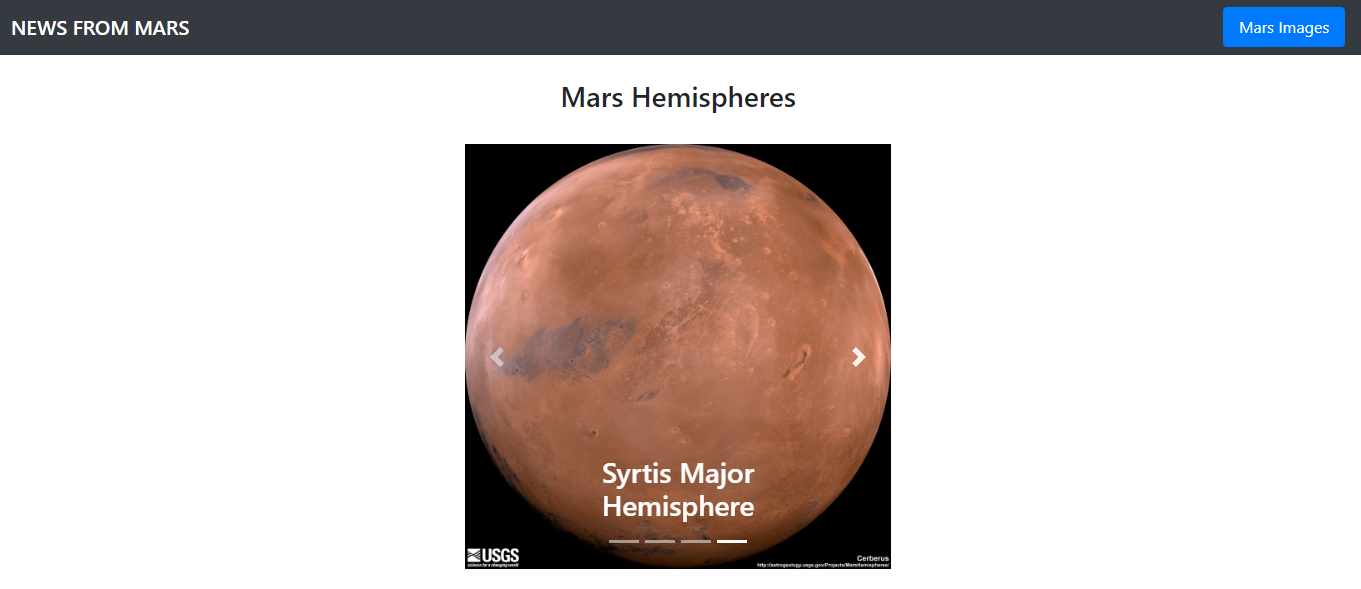 NEWS FROM MARS
Mars Images
Mars Hemispheres
Syrtis Major
Hemisphere
USGS
science for a changing world
Cerberus
http://astrogeology.usgs.gov/Projects/MarsHemispheres/